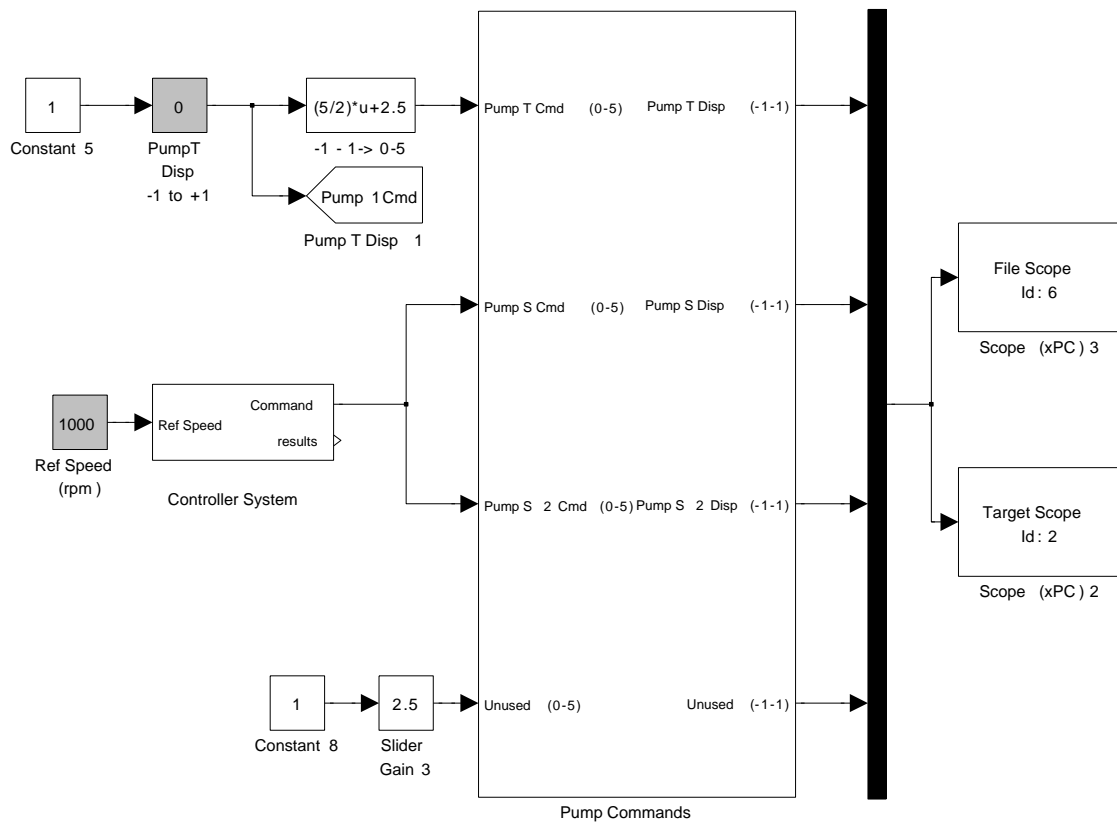 1
Constant 5
0
PumpT
Disp
-1 to +1
(5/2)*u+2.5
-1 - 1-> 0-5
Pump 1Cmd
Pump T Disp 1
Pump T Cmd (0-5)
Pump T Disp (-1-1)
Pump S Cmd (0-5)
Pump S Disp (-1-1)
1000
Ref Speed
(rpm)
Ref Speed
Command
results
Controller System
Pump S 2 Cmd (0-5)
Pump S 2 Disp (-1-1)
1
Constant 8
2.5
Slider
Gain 3
Unused (0-5)
Unused (-1-1)
Pump Commands
File Scope
Id: 6
Scope (xPC) 3
Target Scope
Id: 2
Scope (xPC) 2